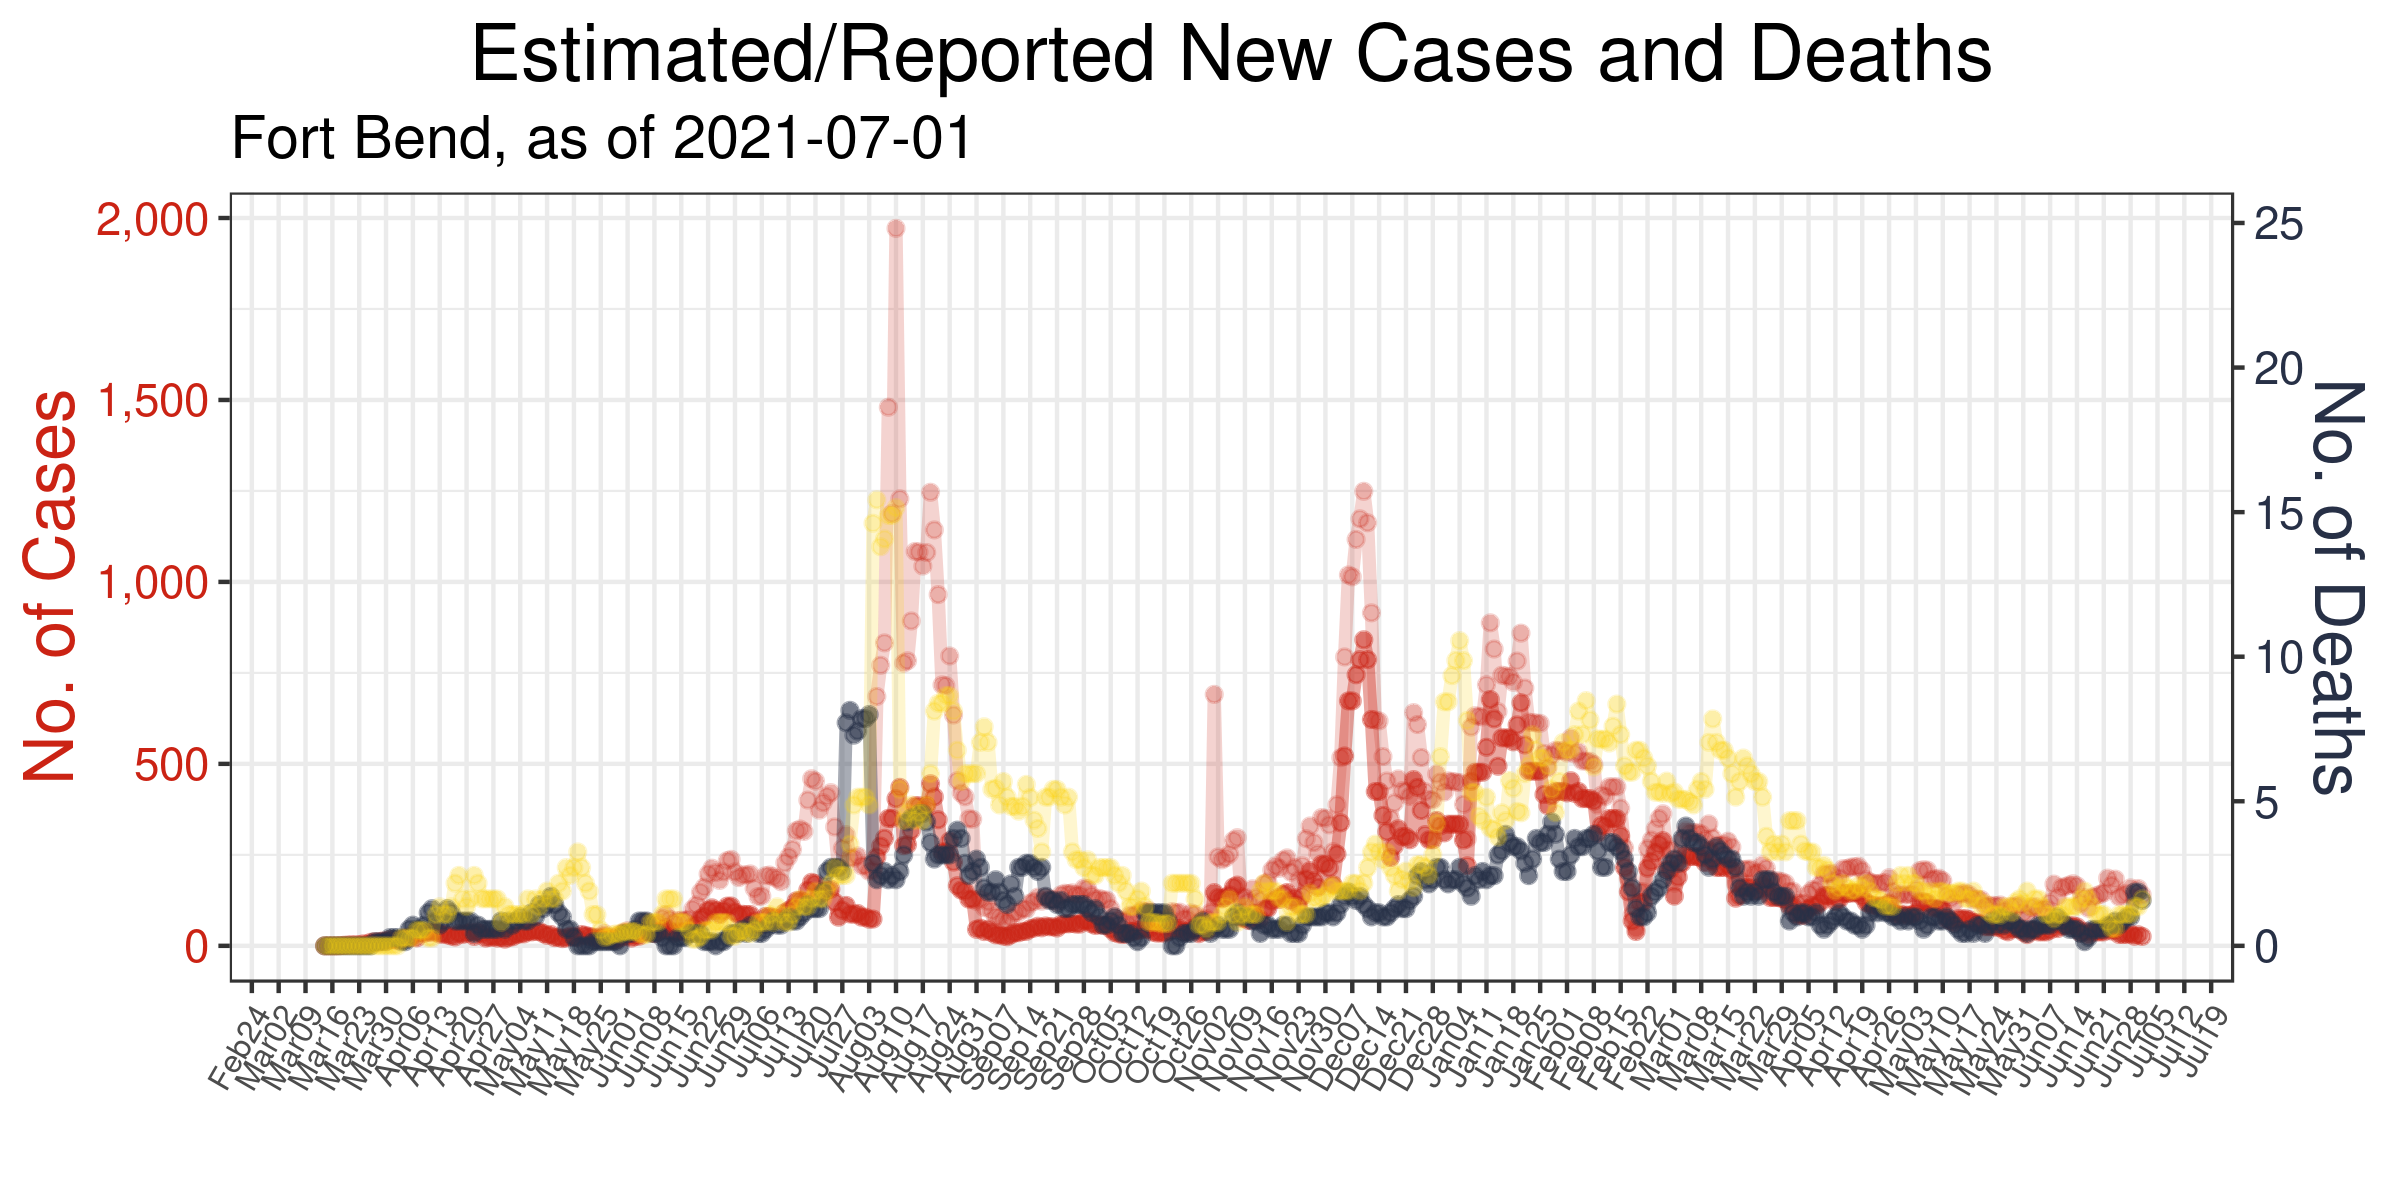 Estimated/Reported New Cases and Deaths
Fort Bend, as of 2021-07-01
No. of Cases
2,000
1,500
1,000
500
0
25
20
15
10
5
0
No. of Deaths
Feb24
Mar02
Mar09
Mar16
Mar23
Mar30
Apr06
Apr13
Apr20
Apr27
May04
May11
May18
May25
Jun01
Jun08
Jun15
Jun22
Jun29
Jul06
Jul13
Jul20
Jul27
Aug03
Aug10
Aug17
Aug24
Aug31
Sep07
Sep14
Sep21
Sep28
Oct05
Oct12
Oct19
Oct26
Nov02
Nov09
Nov16
Nov23
Nov30
Dec07
Dec14
Dec21
Dec28
Jan04
Jan11
Jan18
Jan25
Feb01
Feb08
Feb15
Feb22
Mar01
Mar08
Mar15
Mar22
Mar29
Apr05
Apr12
Apr19
Apr26
May03
May10
May17
May24
May31
Jun07
Jun14
Jun21
Jun28
Jul05
Jul12
Jul19